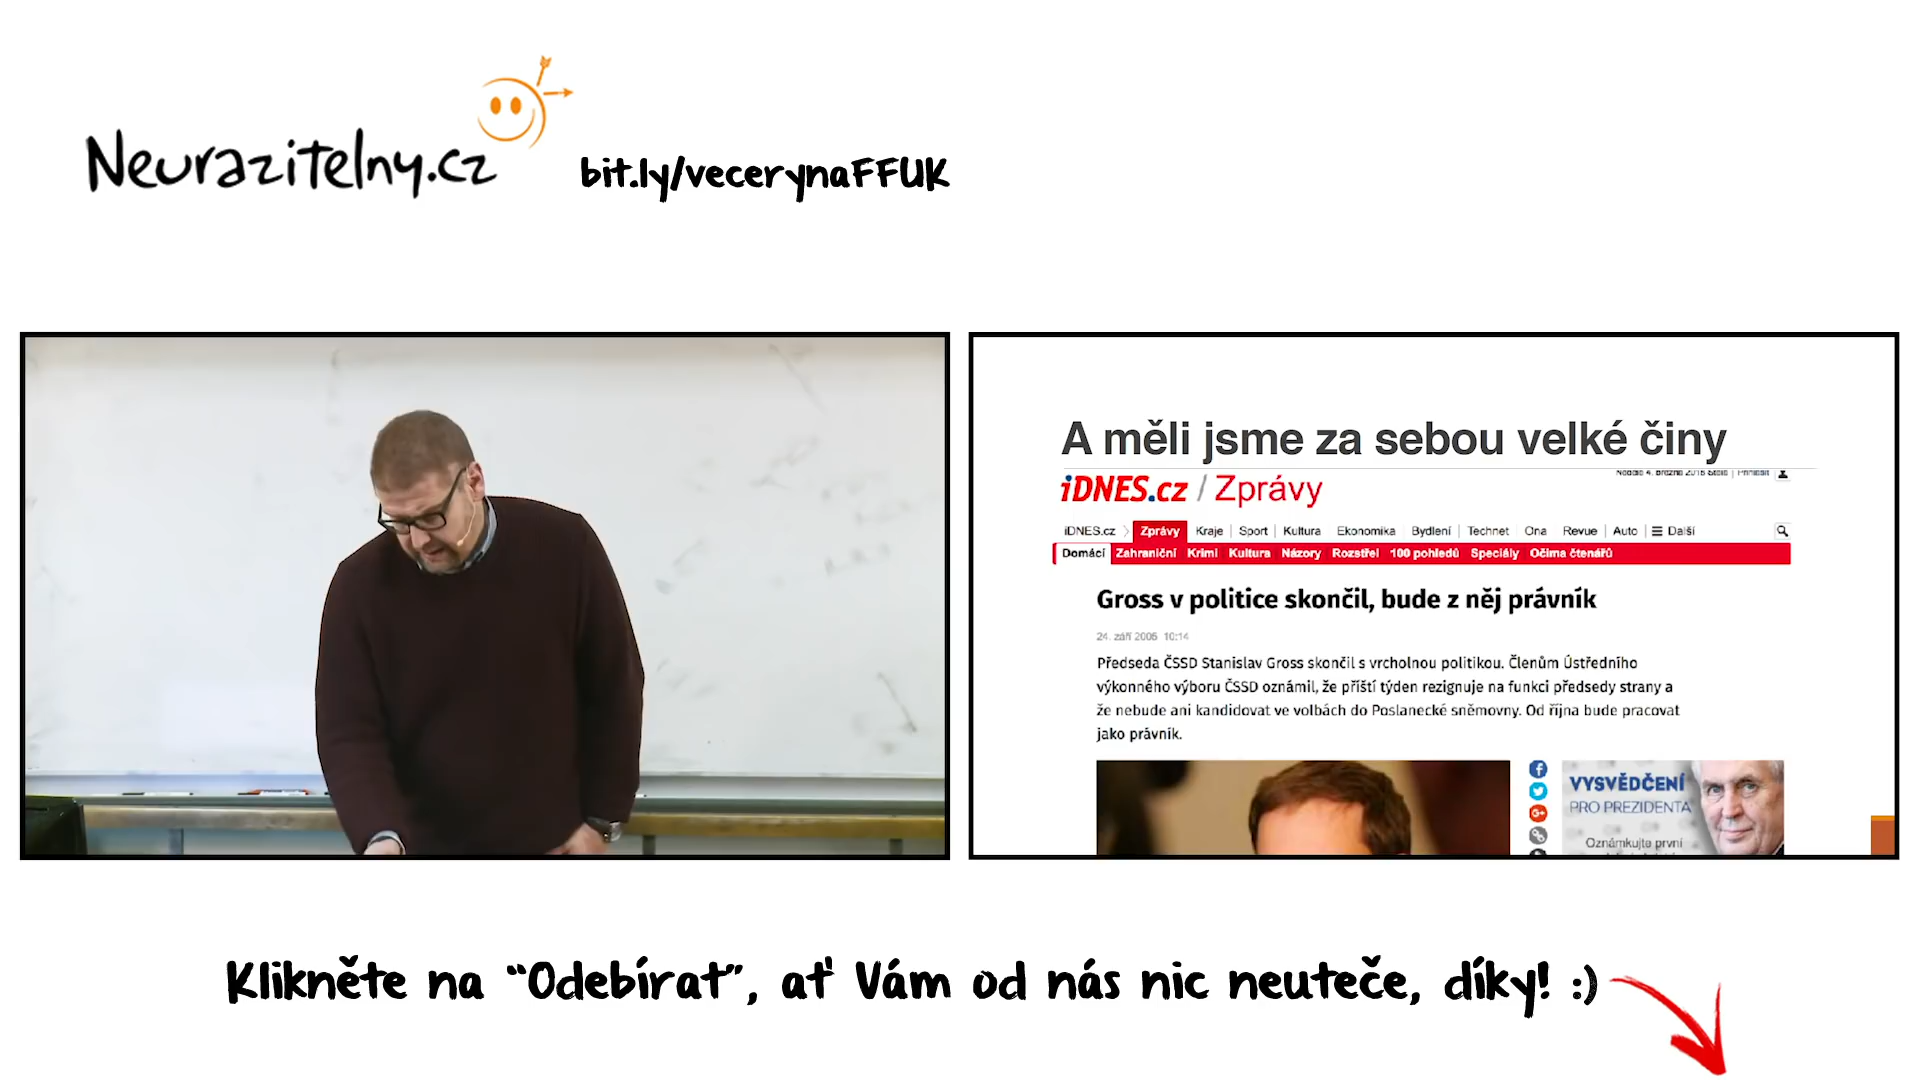 Neurazitelny.cz
bit.ly/vecerynaFFUK
A měli jsme za sebou velké činy
iDNES.cz / Zprávy
iDNES.cz Zprávy Kraje Sport Kultura Ekonomika Bydlení Technet Ona Revue Auto Další
Domácí Zahraniční Krimi Kultura Názory Rozstřel 100 pohledů Speciály Očima čtenářů
Gross v politice skončil, bude z něj právník
24. září 2005 10:14
Předseda ČSSD Stanislav Gross skončil s vrcholnou politikou. Členům Ústředního
výkonného výboru ČSSD oznámil, že příští týden rezignuje na funkci předsedy strany a
že nebude ani kandidovat ve volbách do Poslanecké sněmovny. Od října bude pracovat
jako právník.
VYSVĚDČENÍ
PRO PREZIDENTA
Oznámkujte první
Klikněte na "Odebírat", ať Vám od nás nic neuteče, díky! :)